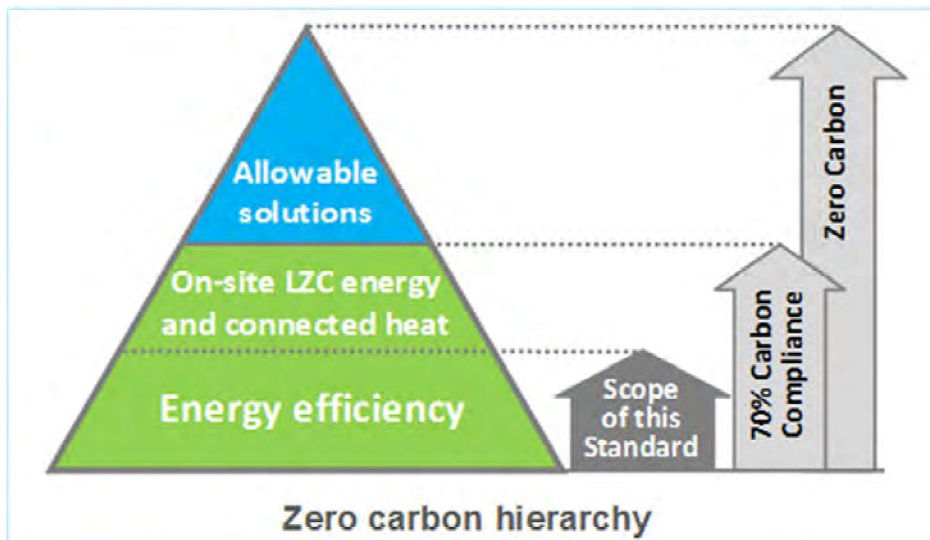 Allowable
solutions
On-site LZC energy
and connected heat
Energy efficiency
Scope
of this
Standard
70% Carbon
Compliance
Zero Carbon
Zero carbon hierarchy